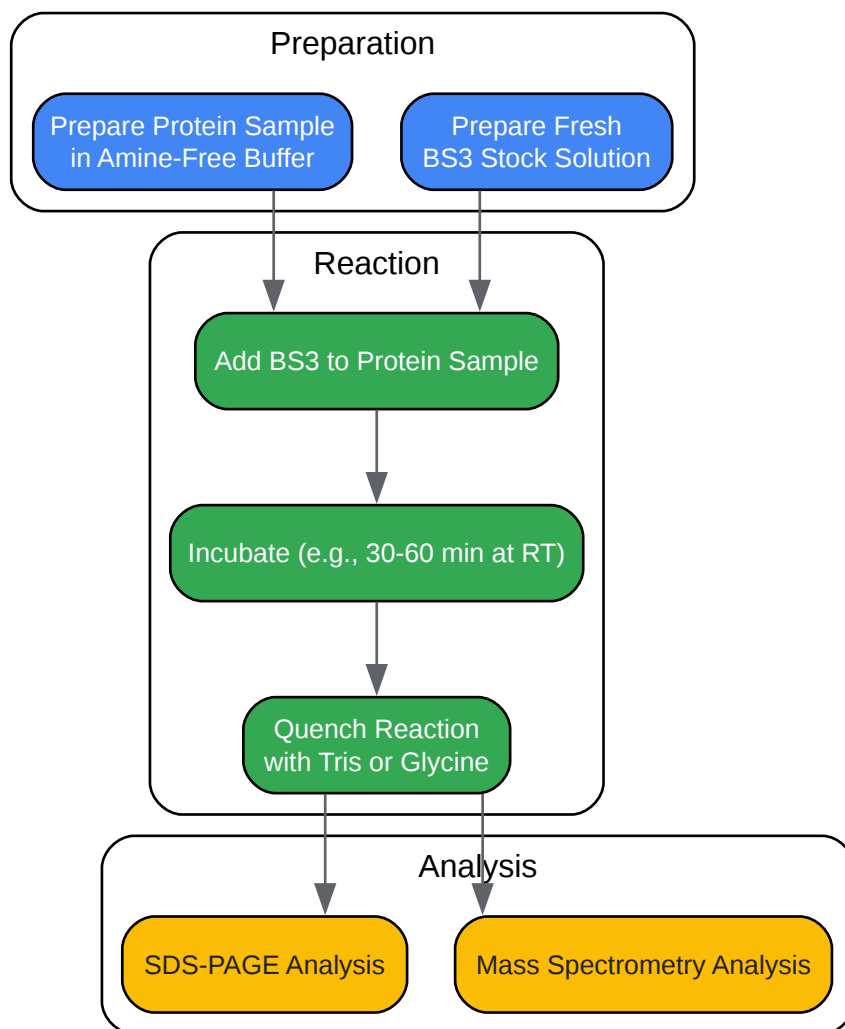 Preparation
Prepare Protein Sample
in Amine-Free Buffer
Prepare Fresh
BS3 Stock Solution
Reaction
Add BS3 to Protein Sample
Incubate (e.g., 30-60 min at RT)
Quench Reaction
with Tris or Glycine
Analysis
SDS-PAGE Analysis
Mass Spectrometry Analysis